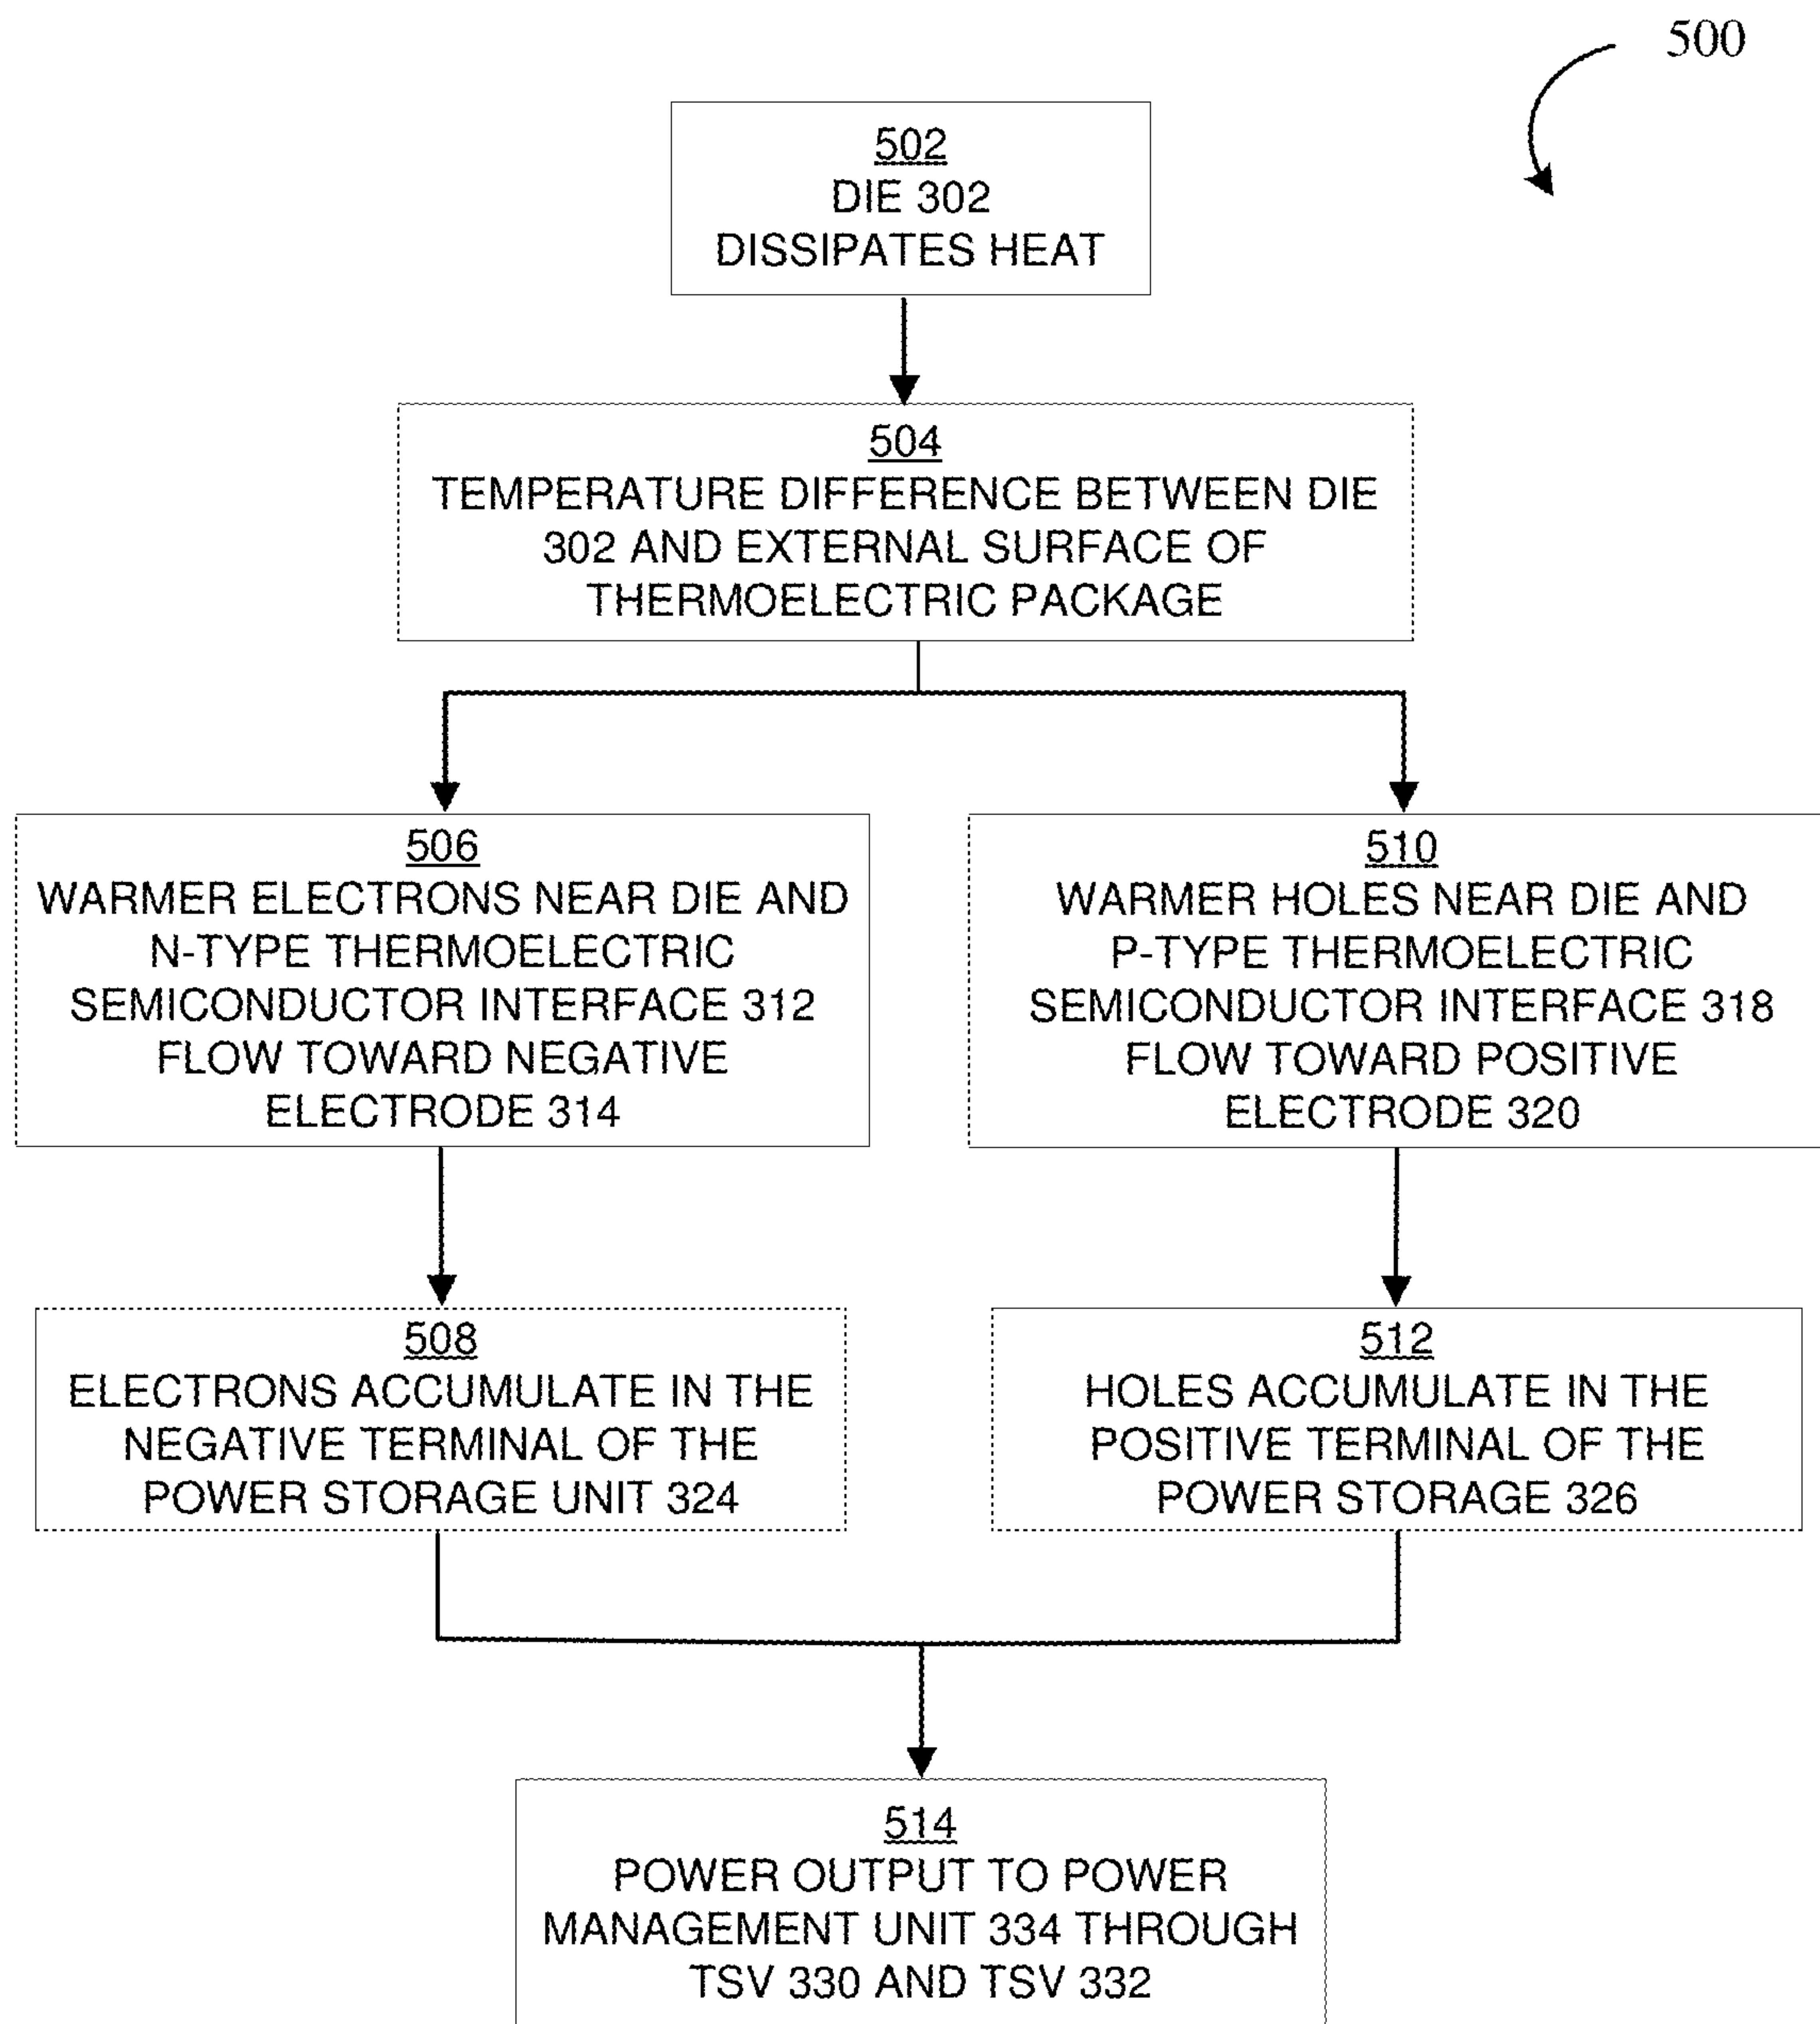 500
502
DIE 302
DISSIPATES HEAT
504
TEMPERATURE DIFFERENCE BETWEEN DIE
302 AND EXTERNAL SURFACE OF
THERMOELECTRIC PACKAGE
506
WARMER ELECTRONS NEAR DIE AND
N-TYPE THERMOELECTRIC
SEMICONDUCTOR INTERFACE 312
FLOW TOWARD NEGATIVE
ELECTRODE 314
510
WARMER HOLES NEAR DIE AND
P-TYPE THERMOELECTRIC
SEMICONDUCTOR INTERFACE 318
FLOW TOWARD POSITIVE
ELECTRODE 320
508
ELECTRONS ACCUMULATE IN THE
NEGATIVE TERMINAL OF THE
POWER STORAGE UNIT 324
512
HOLES ACCUMULATE IN THE
POSITIVE TERMINAL OF THE
POWER STORAGE 326
514
POWER OUTPUT TO POWER
MANAGEMENT UNIT 334 THROUGH
TSV 330 AND TSV 332